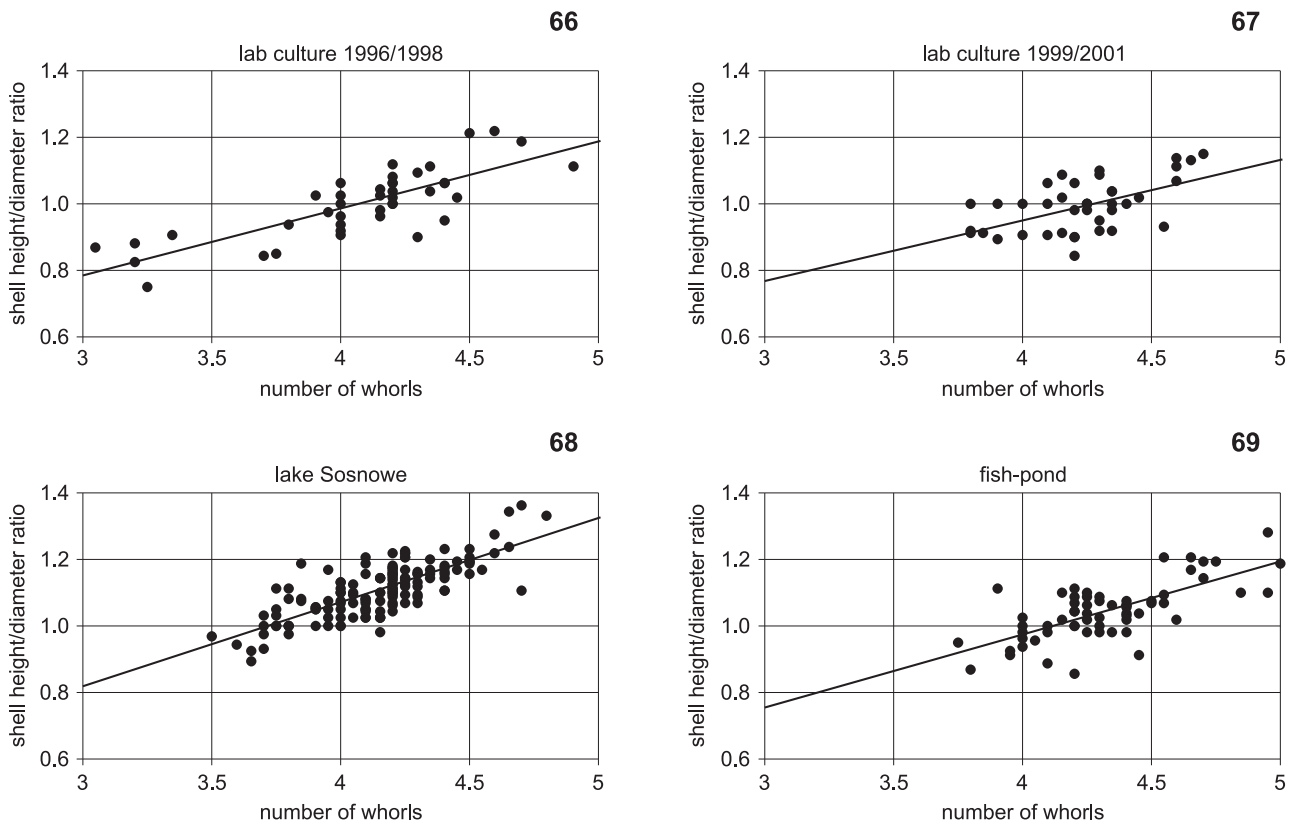 66
lab culture 1996/1998
shell height/diameter ratio
1.4
1.2
1.0
0.8
0.6
3 3.5 4 4.5 5
number of whorls
67
lab culture 1999/2001
shell height/diameter ratio
1.4
1.2
1.0
0.8
0.6
3 3.5 4 4.5 5
number of whorls
68
lake Sosnowe
shell height/diameter ratio
1.4
1.2
1.0
0.8
0.6
3 3.5 4 4.5 5
number of whorls
69
fish-pond
shell height/diameter ratio
1.4
1.2
1.0
0.8
0.6
3 3.5 4 4.5 5
number of whorls